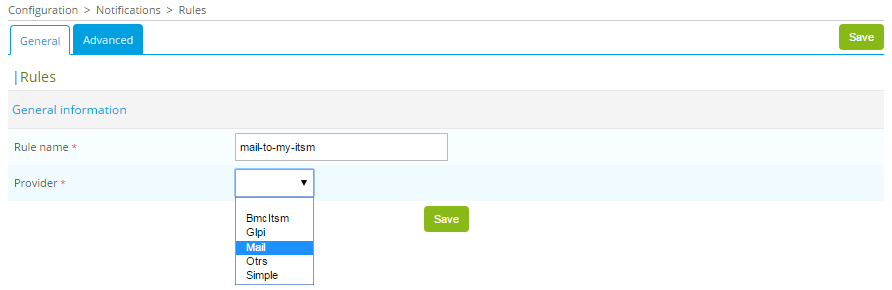 Configuration > Notifications > Rules
General Advanced Save
Rules
General information
Rule name * mail-to-my-itsm
Provider *
BmcItsm
Glpi
Mail
Otrs
Simple
Save